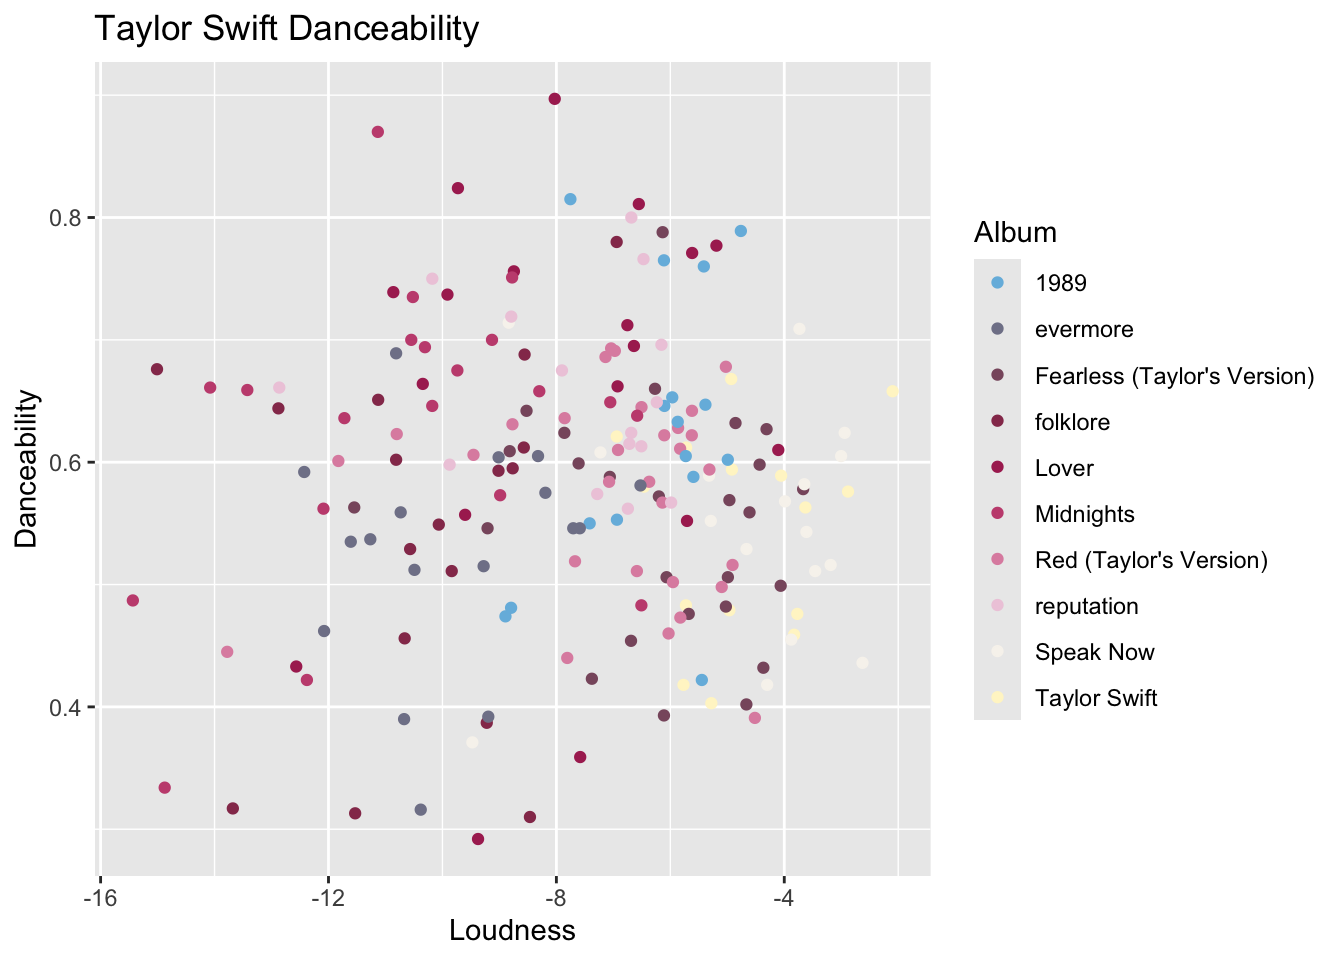 Taylor Swift Danceability
Danceability
0.8
0.6
0.4
-16
-12
-8
-4
Loudness
Album
1989
evermore
Fearless (Taylor's Version)
folklore
Lover
Midnights
Red (Taylor's Version)
reputation
Speak Now
Taylor Swift